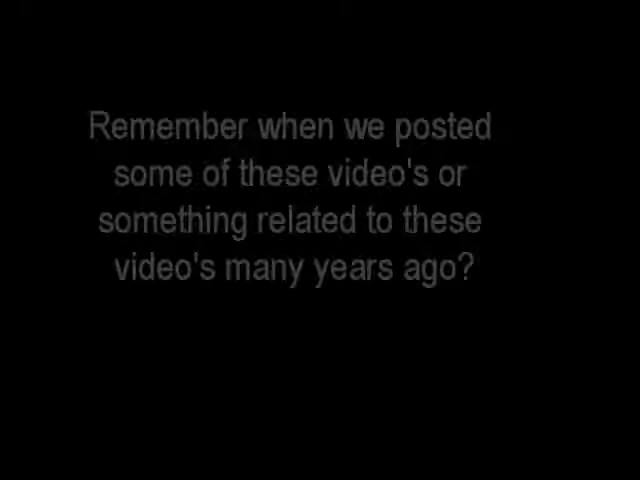 Remember when we posted
some of these video's or
something related to these
video's many years ago?